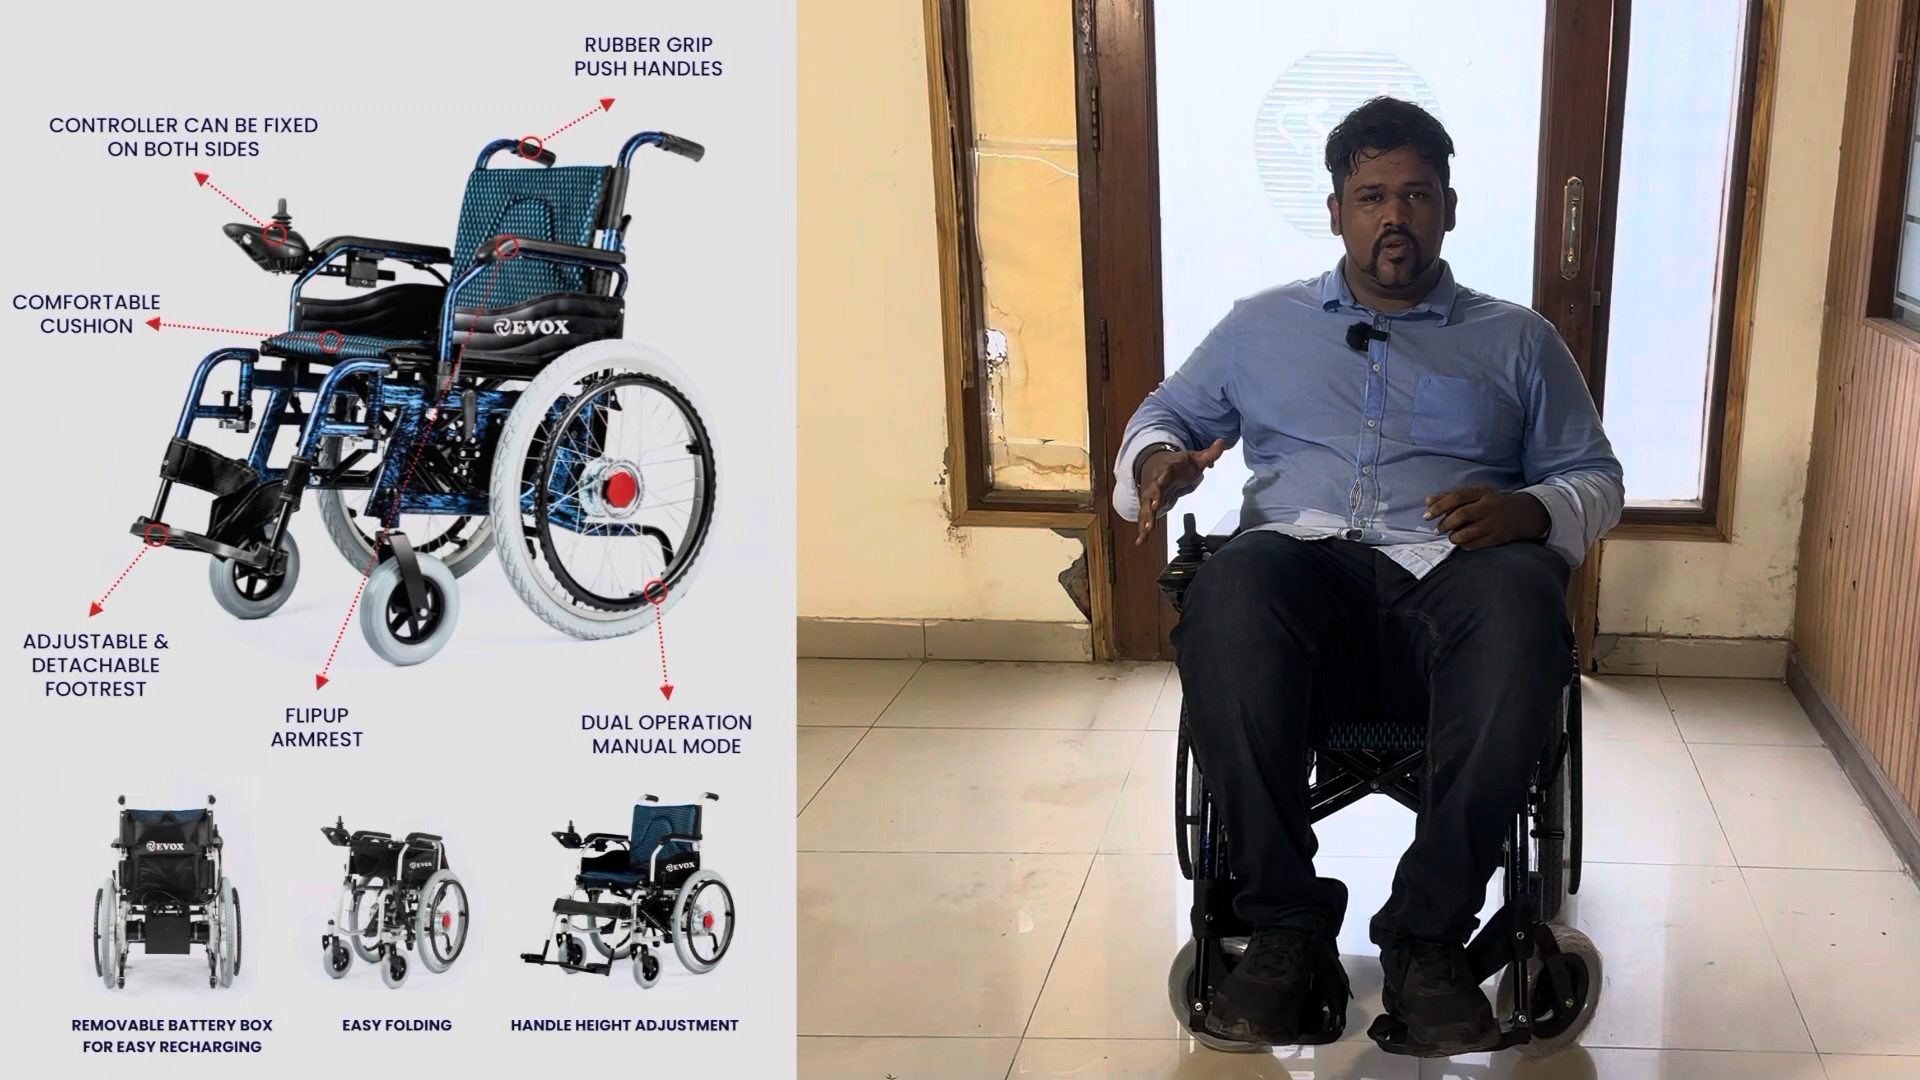 RUBBER GRIP
PUSH HANDLES
CONTROLLER CAN BE FIXED
ON BOTH SIDES
COMFORTABLE
CUSHION
EVOX
ADJUSTABLE &
DETACHABLE
FOOTREST
FLIPUP
ARMREST
DUAL OPERATION
MANUAL MODE
EVOX
EVOX
EVOX
REMOVABLE BATTERY BOX
FOR EASY RECHARGING
EASY FOLDING
HANDLE HEIGHT ADJUSTMENT